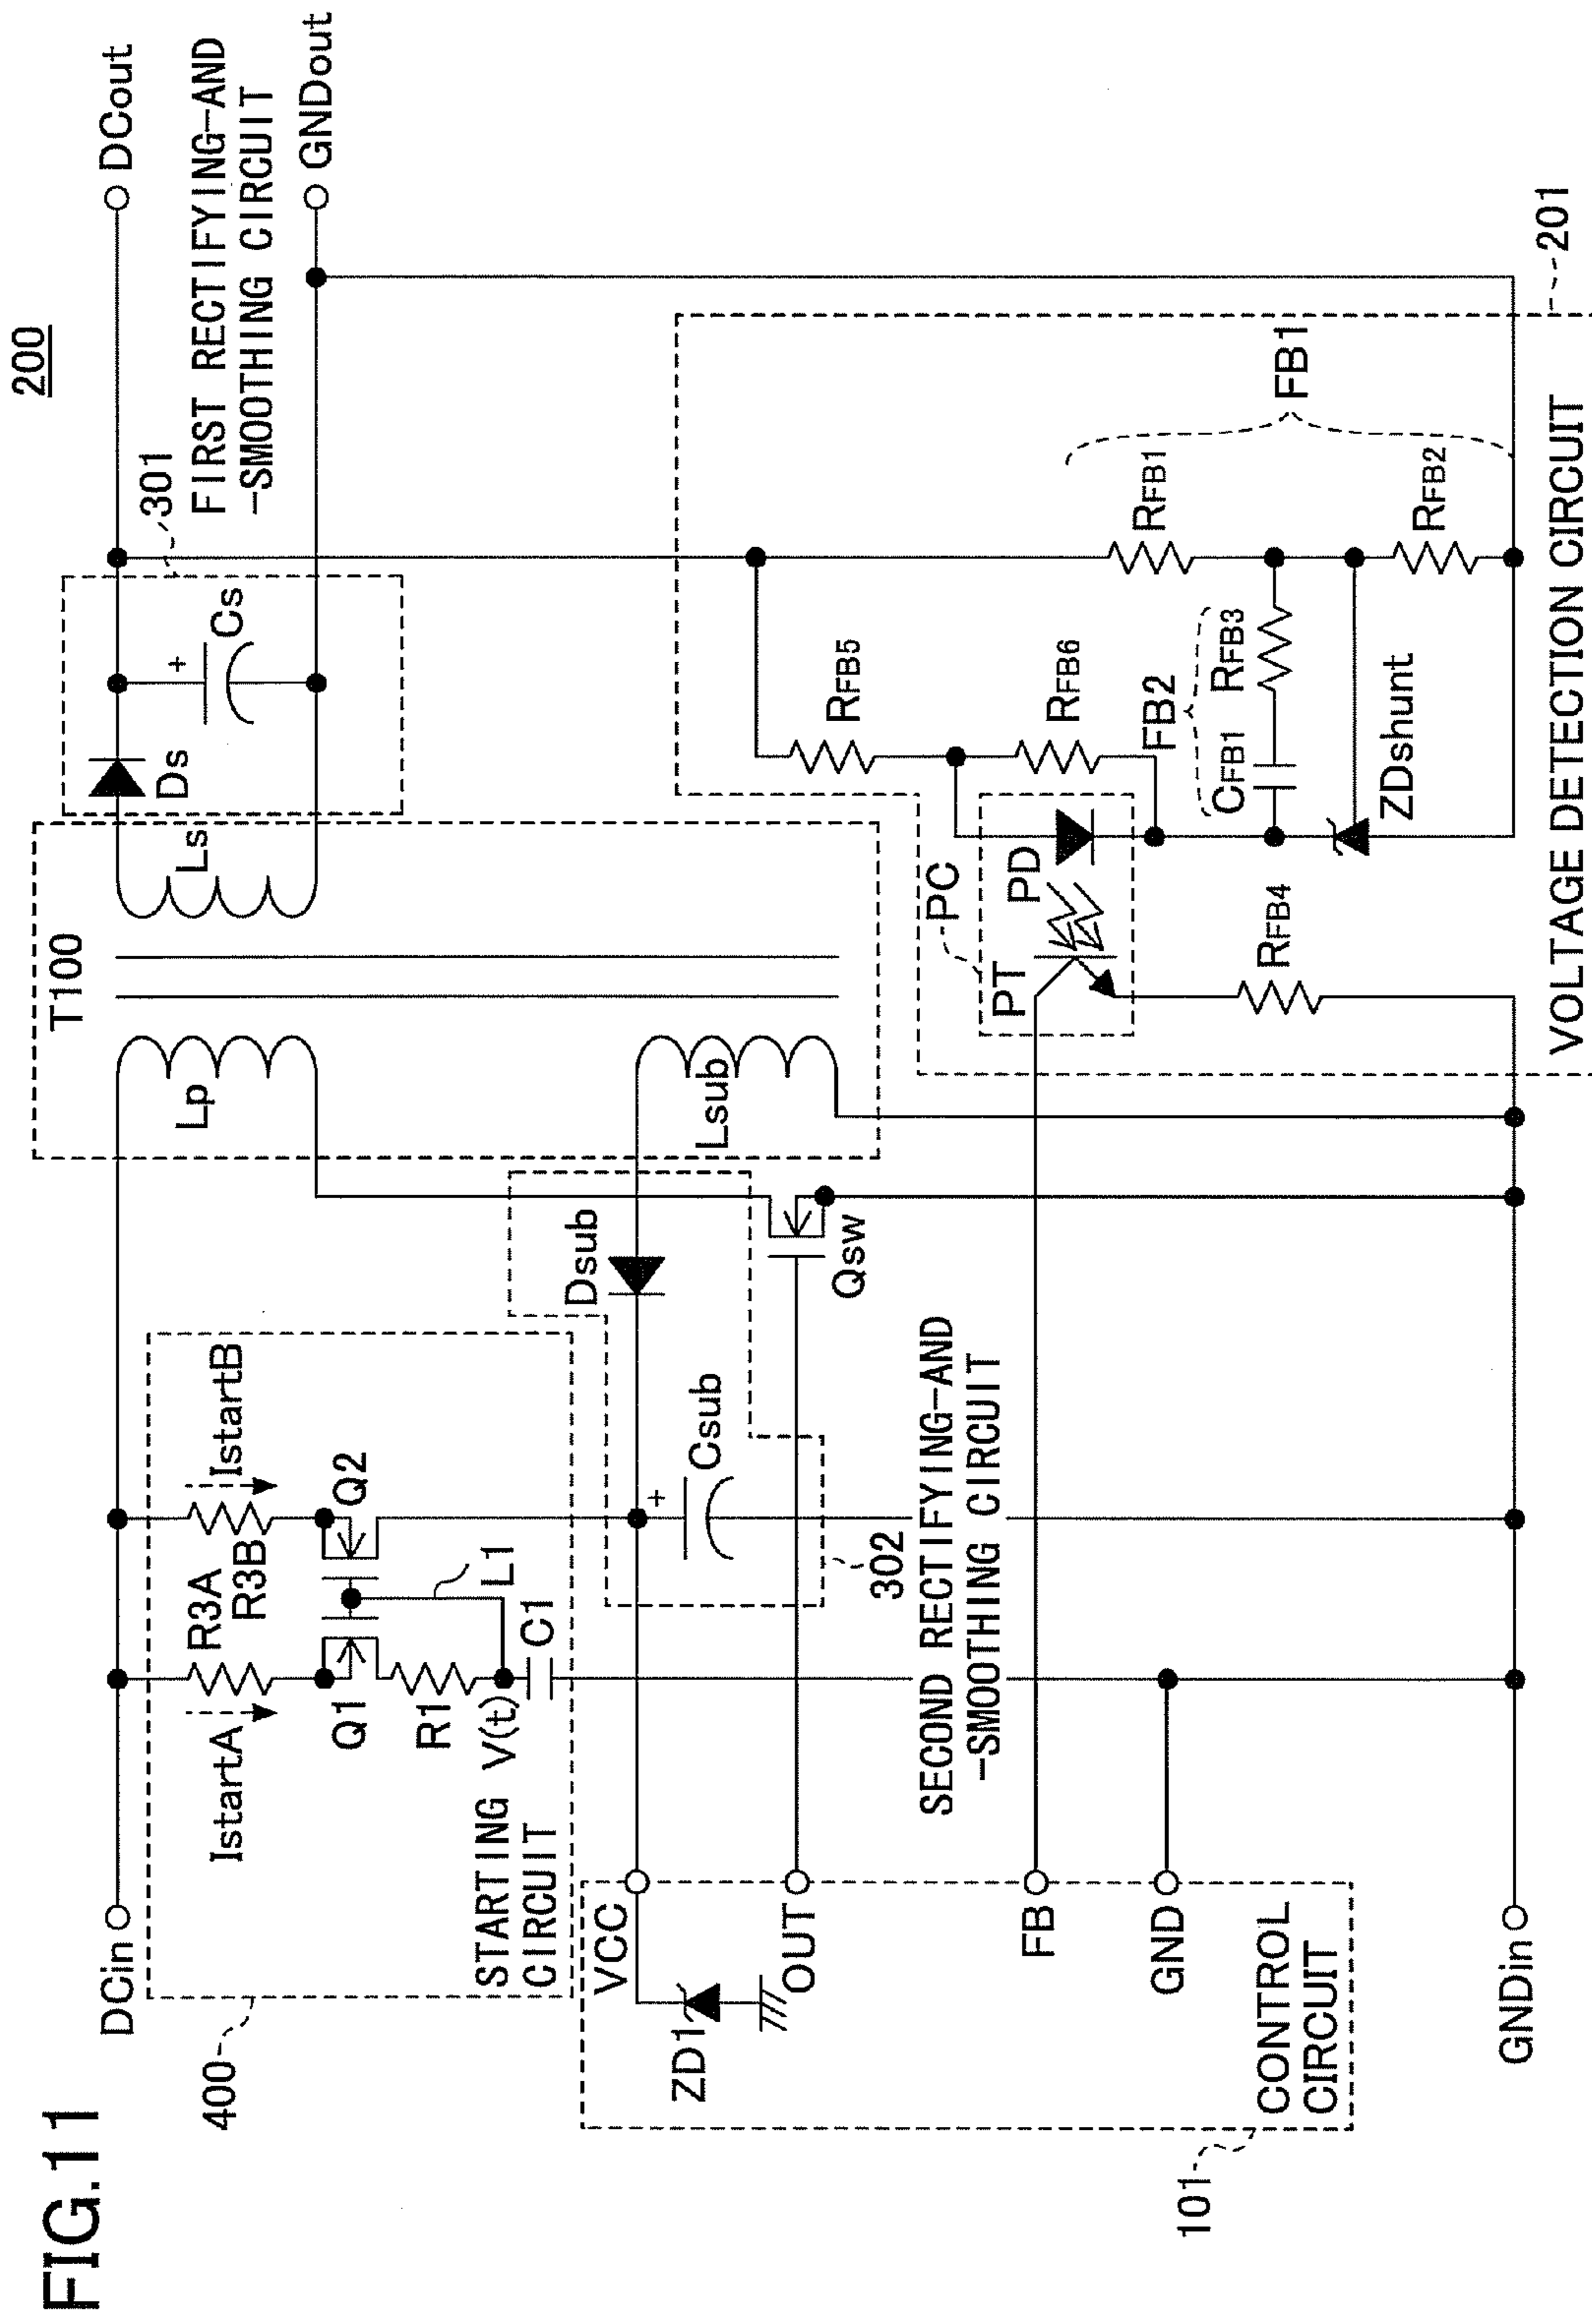 FIG.11
200
DCin
400
STARTING
CIRCUIT
IstartA
R3A
R3B
IstartB
Q1
Q2
R1
V(t)
C1
L1
T100
Lp
Ls
Lsub
301
Ds
Cs
+
DCout
FIRST RECTIFYING-AND
-SMOOTHING CIRCUIT
GNDout
Dsub
Csub
+
302
SECOND RECTIFYING-AND
-SMOOTHING CIRCUIT
Qsw
VCC
ZD1
OUT
FB
GND
CONTROL
CIRCUIT
101
GNDin
PC
PT
PD
RFB4
RFB5
RFB6
FB2
CFB1
RFB3
ZDshunt
RFB1
RFB2
FB1
VOLTAGE DETECTION CIRCUIT
201